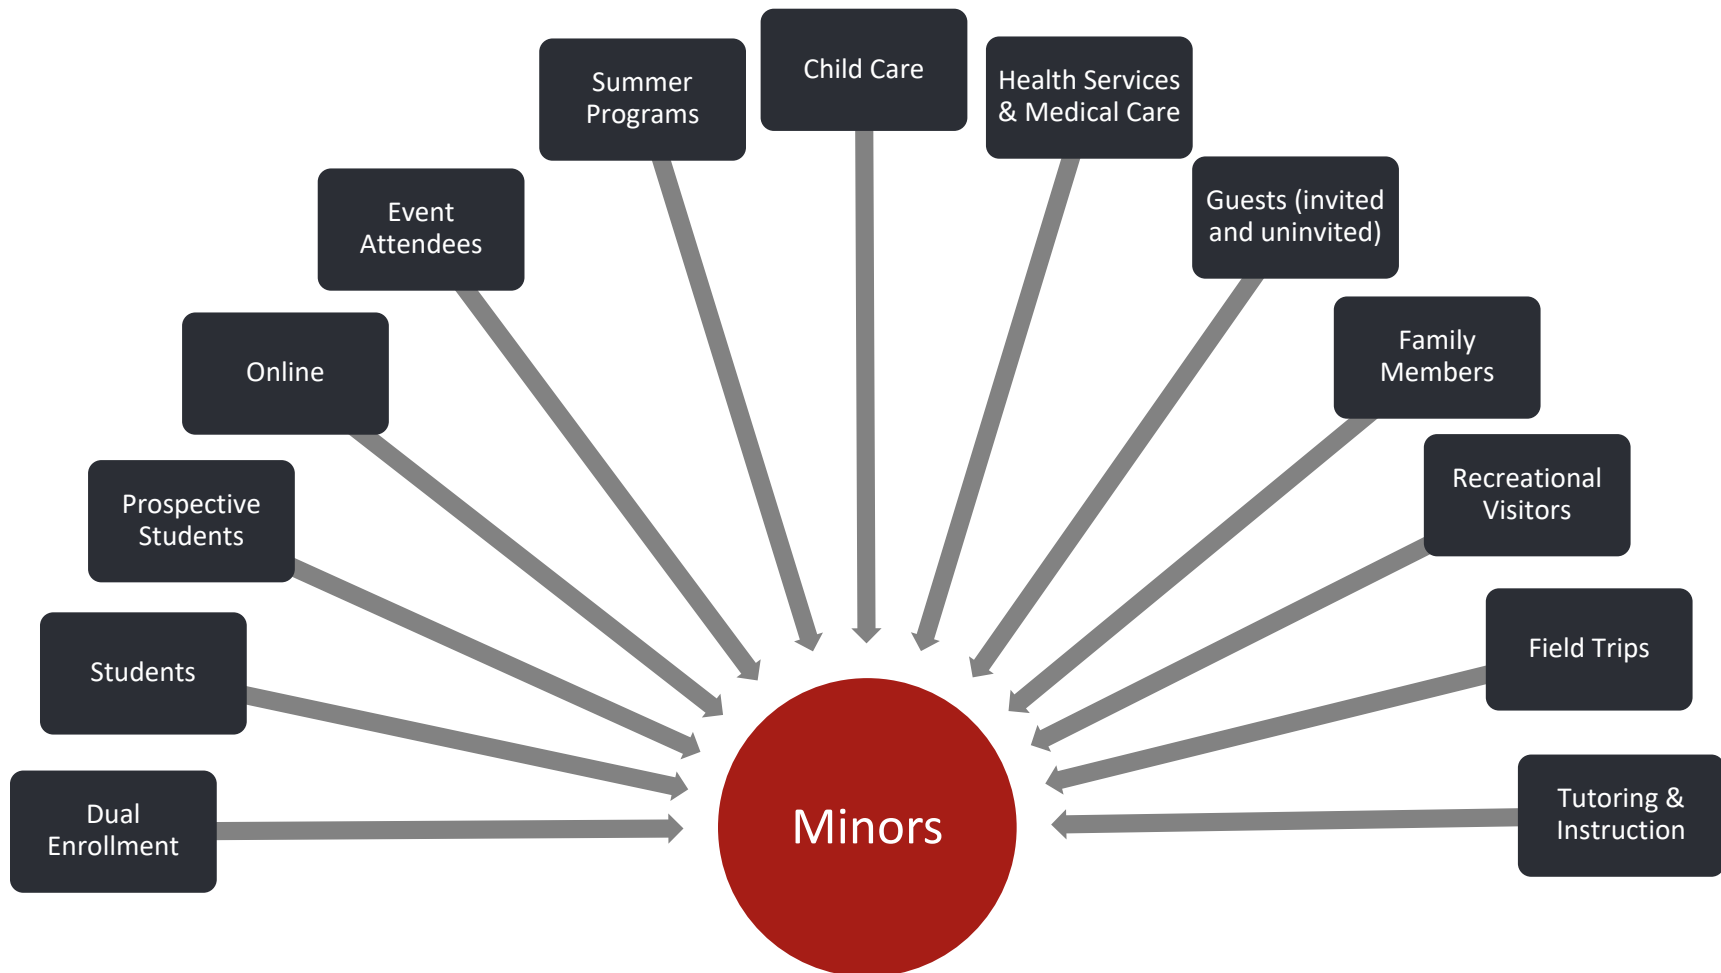 Child Care
Summer
Programs
Health Services
& Medical Care
Event
Attendees
Guests (invited
and uninvited)
Online
Family
Members
Prospective
Students
Recreational
Visitors
Students
Field Trips
Dual
Enrollment
Minors
Tutoring &
Instruction